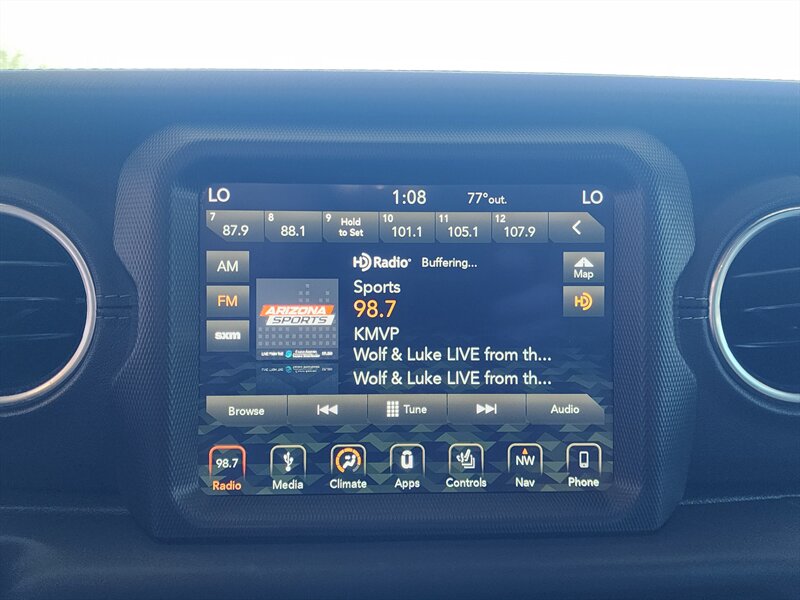 LO 1:08 77°out. LO
7 87.9 8 88.1 9 Hold to Set 10 101.1 11 105.1 12 107.9
AM HD Radio Buffering... Map
Sports
FM 98.7 HD
ARIZONA
SPORTS
sxm KMVP
Wolf & Luke LIVE from th...
Wolf & Luke LIVE from th...
Browse Tune Audio
98.7 NW
Radio Media Climate Apps Controls Nav Phone